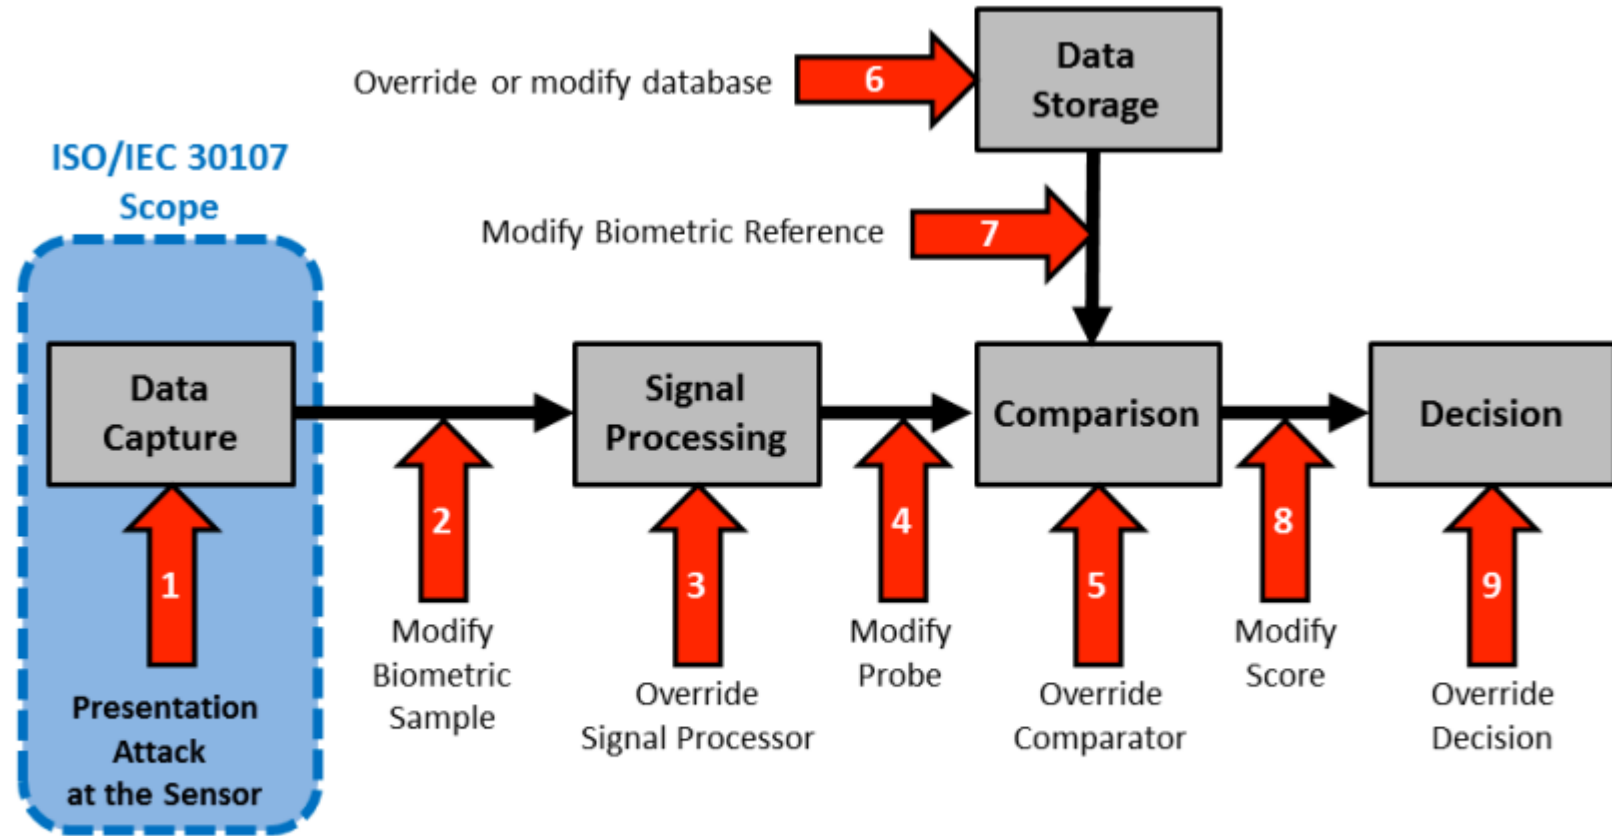 Data
Storage
Override or modify database
6
ISO/IEC 30107
Scope
Modify Biometric Reference
7
Data
Capture
Signal
Processing
Comparison
Decision
1
2
3
4
5
8
9
Presentation
Attack
at the Sensor
Modify
Biometric
Sample
Override
Signal Processor
Modify
Probe
Override
Comparator
Modify
Score
Override
Decision